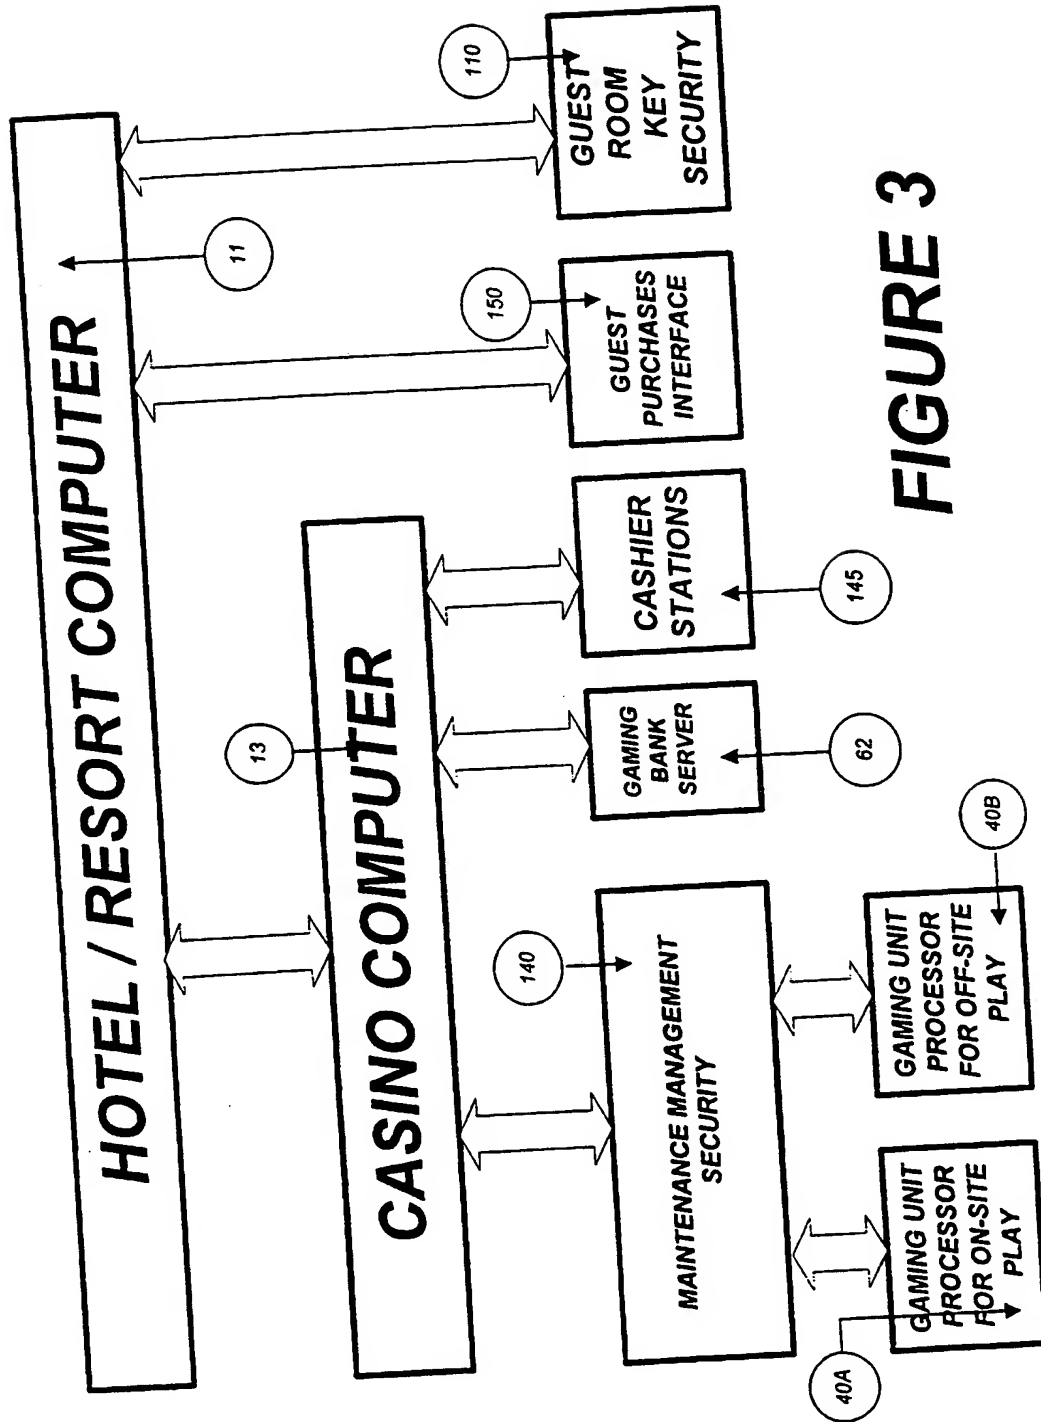 HOTEL / RESORT COMPUTER
11
CASINO COMPUTER
13
MAINTENANCE MANAGEMENT
SECURITY
140
GAMING
BANK
SERVER
62
CASHIER
STATIONS
145
GUEST
PURCHASES
INTERFACE
150
GUEST
ROOM
KEY
SECURITY
110
GAMING UNIT
PROCESSOR
FOR ON-SITE
PLAY
40A
GAMING UNIT
PROCESSOR
FOR OFF-SITE
PLAY
40B
FIGURE 3